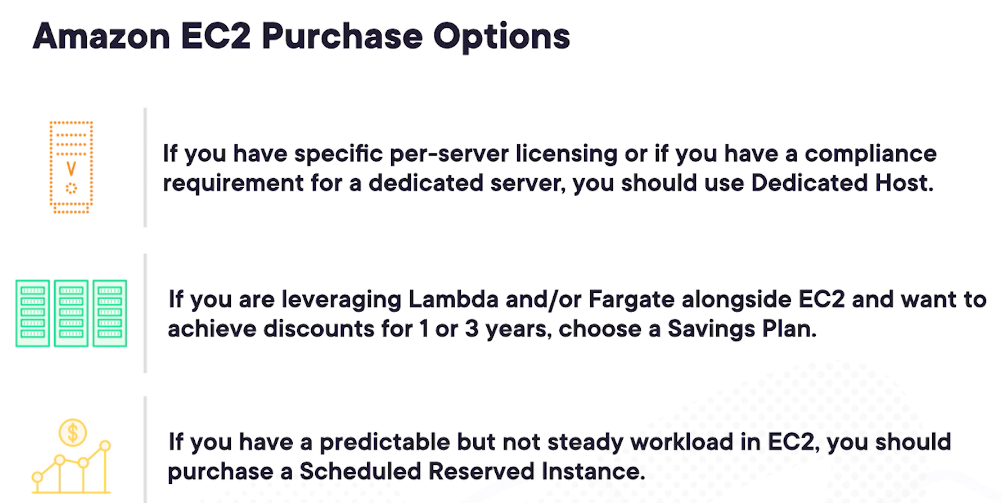 Amazon EC2 Purchase Options
If you have specific per-server licensing or if you have a compliance
requirement for a dedicated server, you should use Dedicated Host.
If you are leveraging Lambda and/or Fargate alongside EC2 and want to
achieve discounts for 1 or 3 years, choose a Savings Plan.
If you have a predictable but not steady workload in EC2, you should
purchase a Scheduled Reserved Instance.